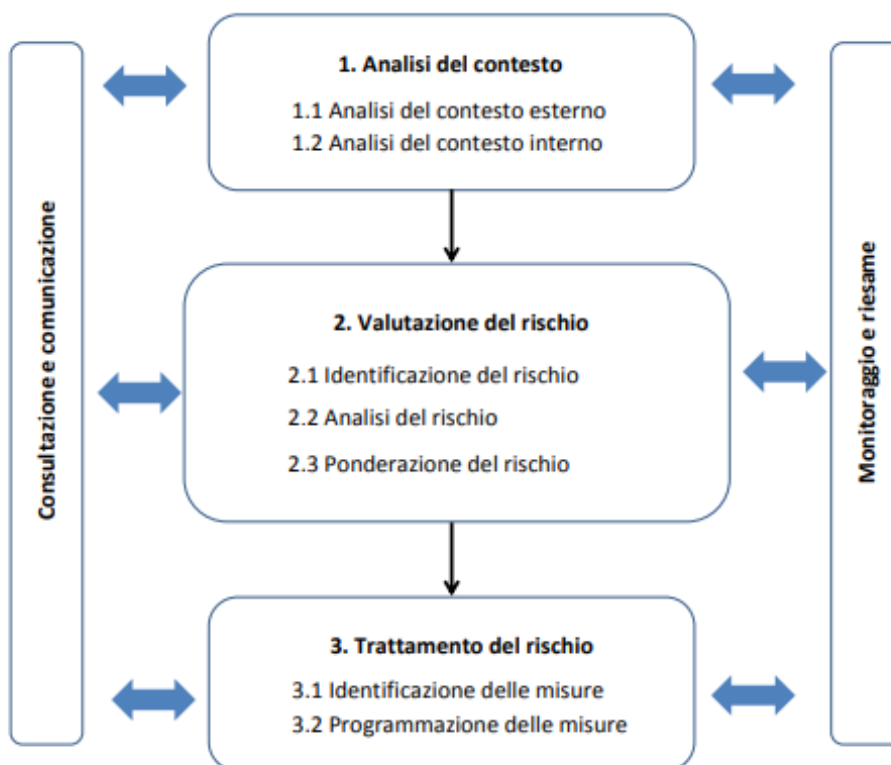 Consultazione e comunicazione
1. Analisi del contesto
1.1 Analisi del contesto esterno
1.2 Analisi del contesto interno
2. Valutazione del rischio
2.1 Identificazione del rischio
2.2 Analisi del rischio
2.3 Ponderazione del rischio
3. Trattamento del rischio
3.1 Identificazione delle misure
3.2 Programmazione delle misure
Monitoraggio e riesame